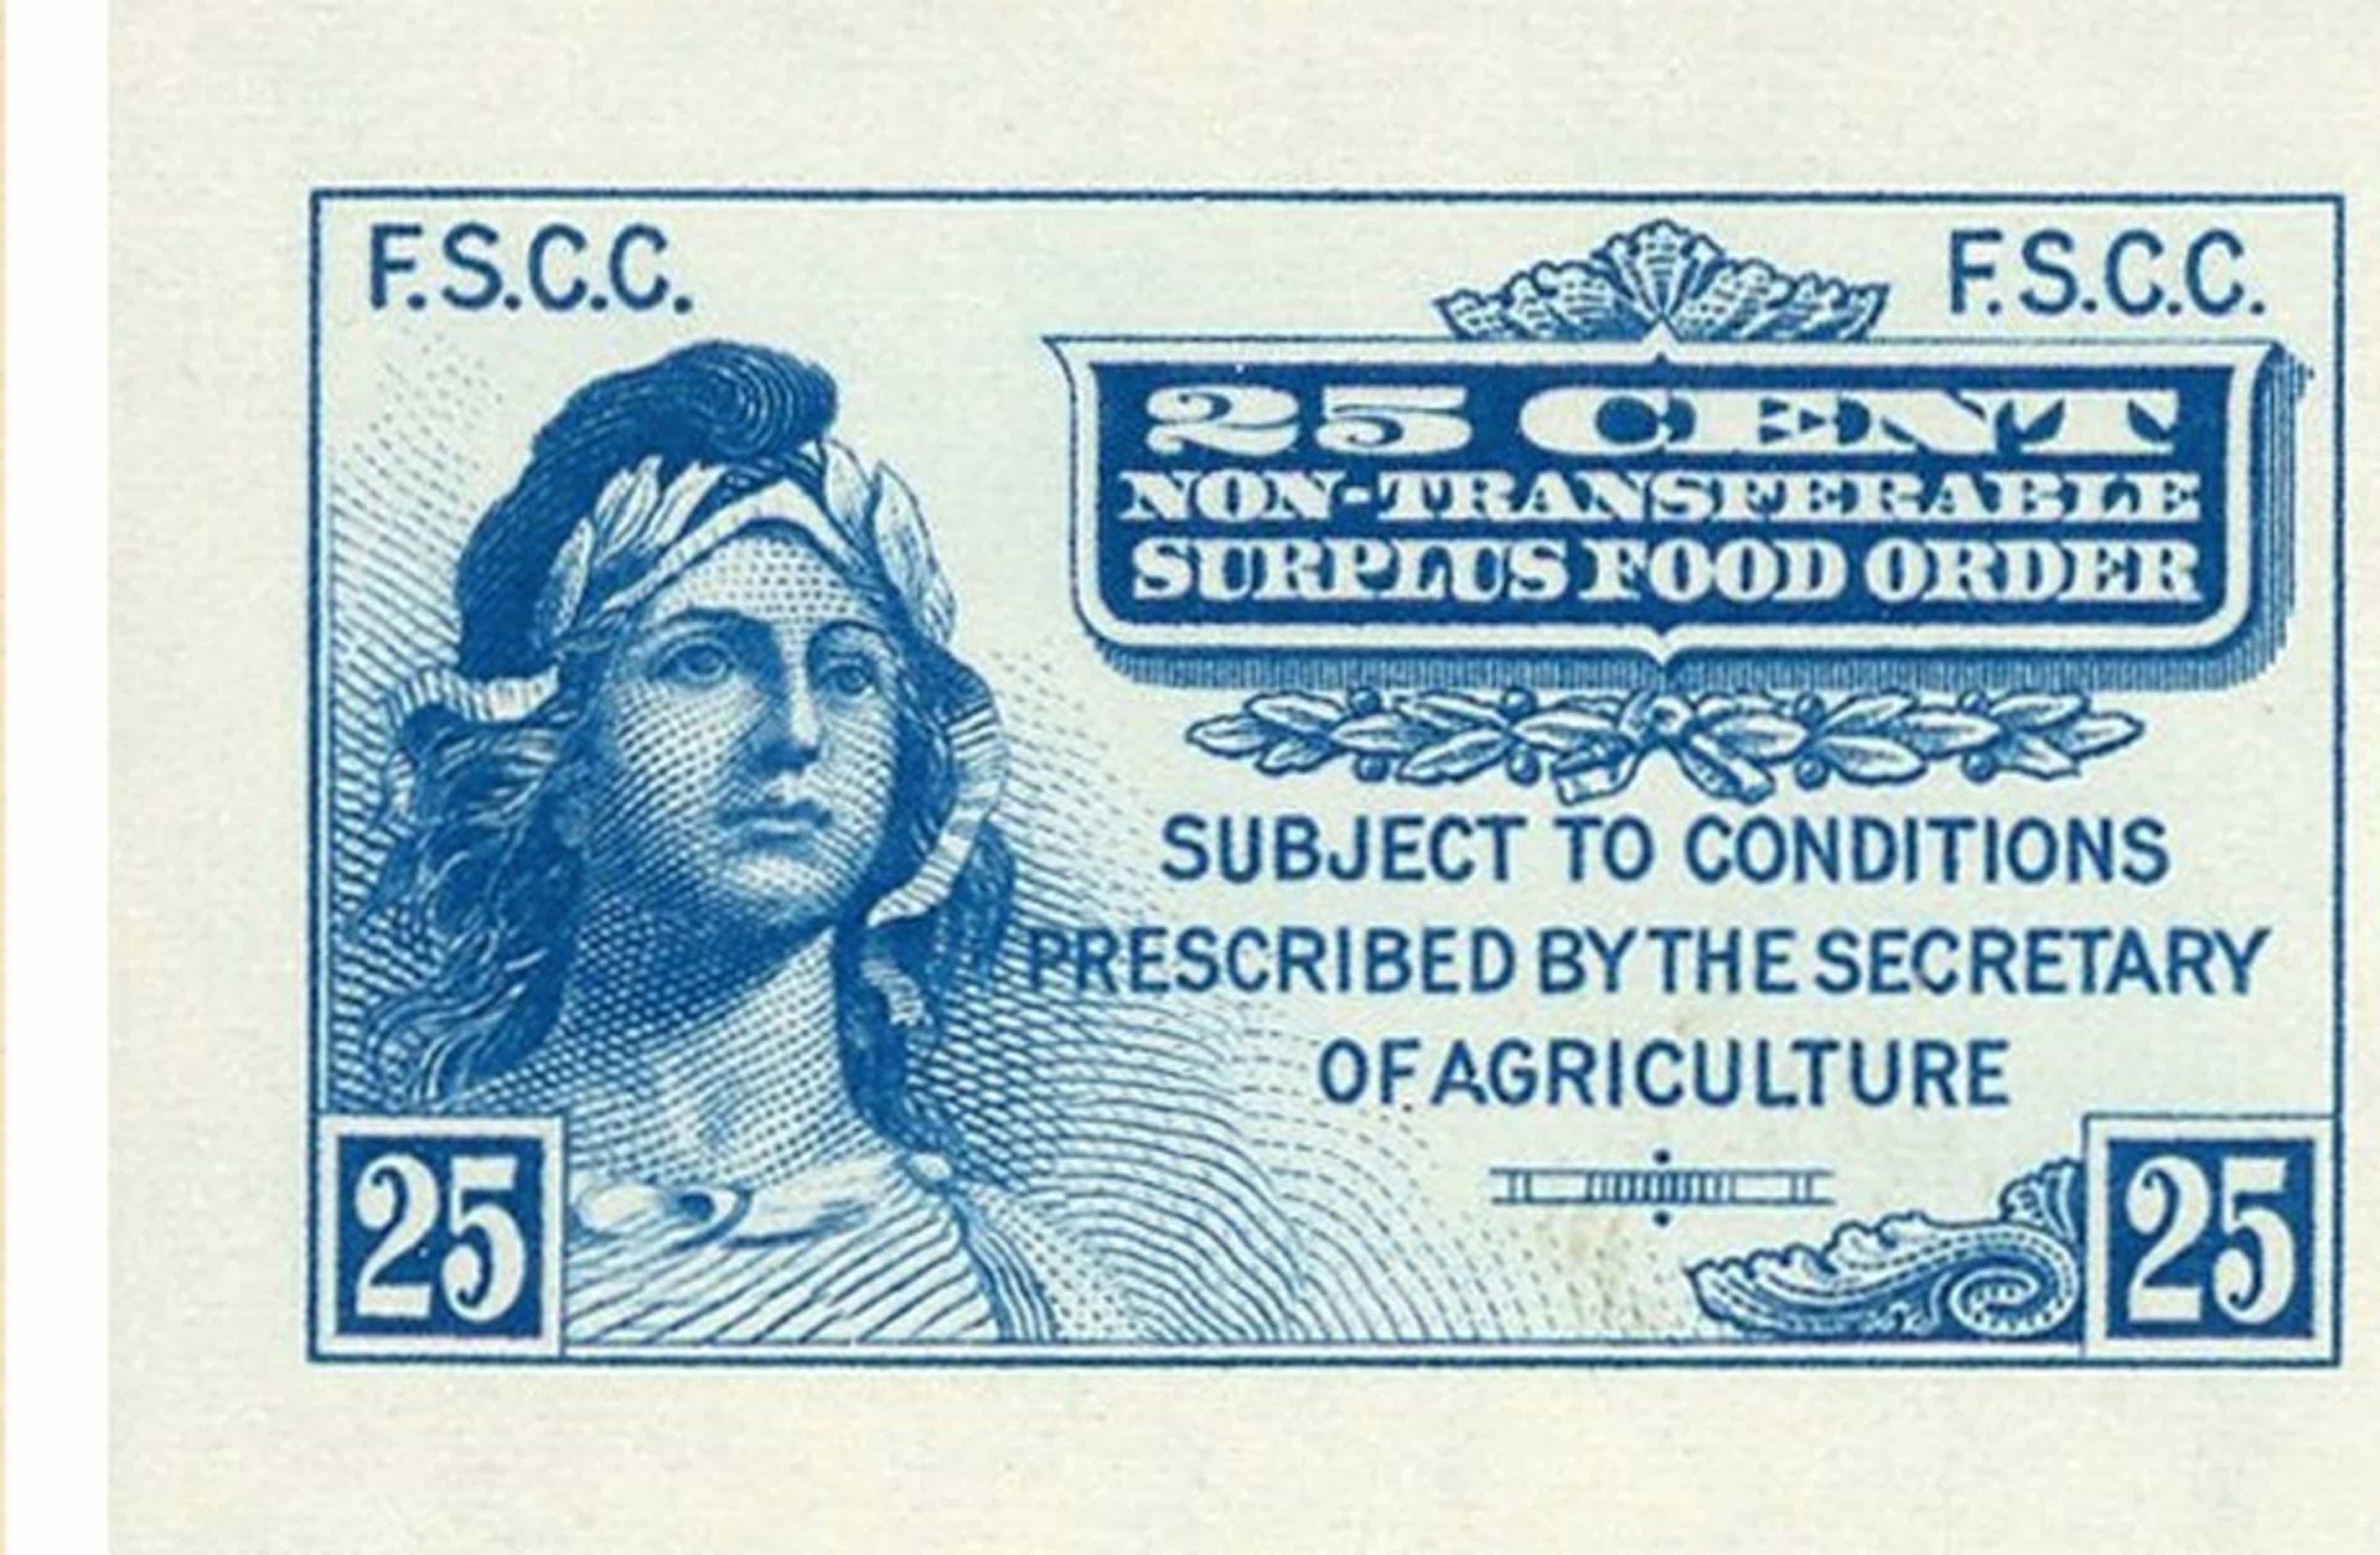 F.S.C.C. F.S.C.C.
25 CENT
NON-TRANSFERABLE
SURPLUS FOOD ORDER
SUBJECT TO CONDITIONS
PRESCRIBED BY THE SECRETARY
OF AGRICULTURE
25 25